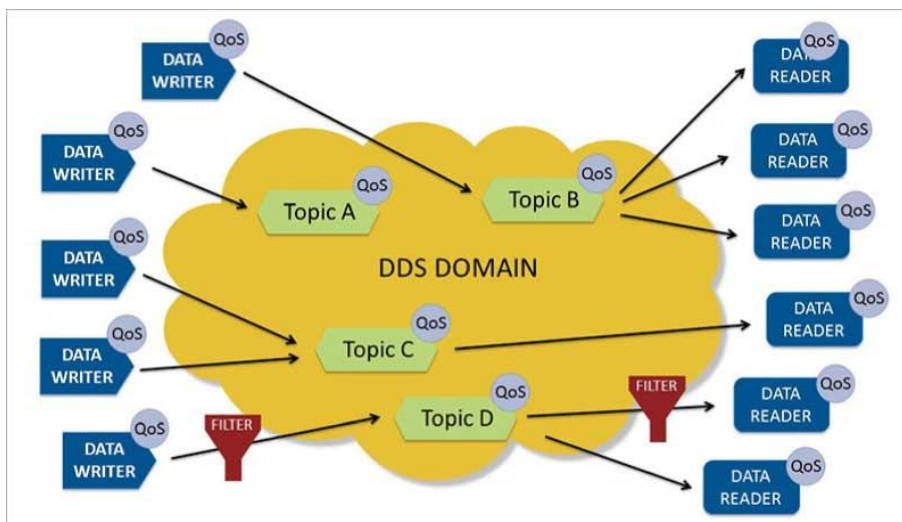 QoS
DATA
WRITER
QoS
DATA
READER
QoS
DATA
WRITER
QoS
DATA
READER
QoS
Topic A
QoS
Topic B
QoS
DATA
READER
QoS
DATA
WRITER
DDS DOMAIN
QoS
DATA
READER
QoS
DATA
WRITER
QoS
Topic C
QoS
DATA
WRITER
FILTER
QoS
Topic D
FILTER
QoS
DATA
READER
QoS
DATA
READER